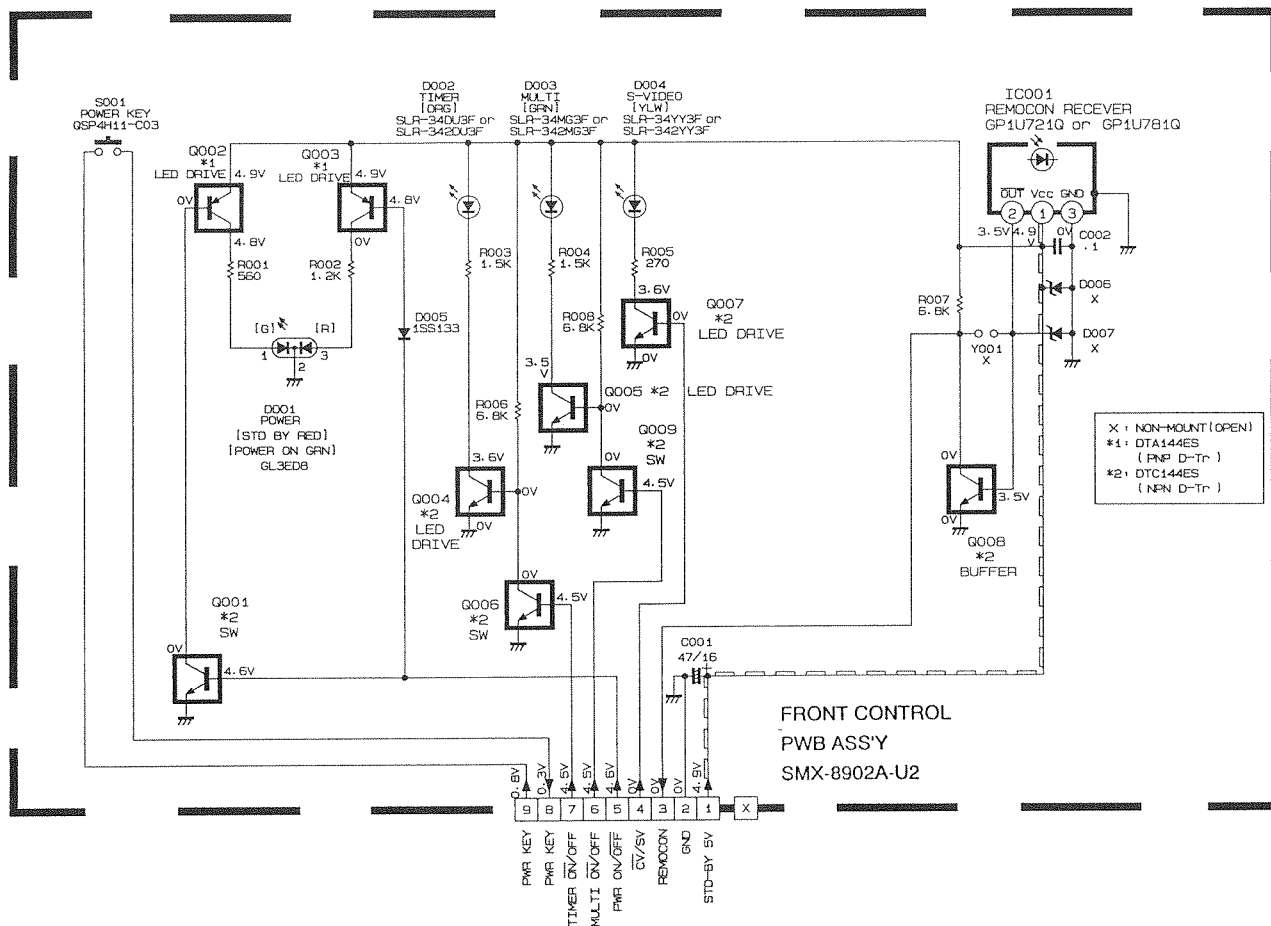 S001
POWER KEY
QSP4H11-C03
D002
TIMER
[ORG]
SLR-34DU3F or
SLR-342DU3F
D003
MULTI
[GRN]
SLR-34MG3F or
SLR-342MG3F
D004
S-VIDEO
[YLW]
SLR-34YY3F or
SLR-342YY3F
IC001
REMOCON RECEVER
GP1U721Q or GP1U781Q
OUT Vcc GND
2 1 3
3.5V
4.9V
0V
C002
.1
D006
X
D007
X
Y001
X
R007
6.8K
Q002
*1
LED DRIVE
4.9V
0V
4.8V
Q003
*1
LED DRIVE
4.9V
4.8V
0V
R001
560
R002
1.2K
R003
1.5K
R004
1.5K
R005
270
3.6V
R008
6.8K
Q007
*2
LED DRIVE
0V
0V
D005
1SS133
[G] [R]
1 2 3
D001
POWER
[STD BY RED]
[POWER ON GRN]
GL3ED8
3.5V
Q005 *2 LED DRIVE
0V
R006
6.8K
Q009
*2
SW
0V
4.5V
3.6V
Q004
*2
LED
DRIVE
0V
0V
X : NON-MOUNT(OPEN)
*1: DTA144ES
( PNP D-Tr )
*2: DTC144ES
( NPN D-Tr )
0V
3.5V
0V
Q008
*2
BUFFER
Q001
*2
SW
0V
4.6V
0V
4.5V
Q006
*2
SW
C001
47/16
+
FRONT CONTROL
PWB ASS'Y
SMX-8902A-U2
0.8V
0.3V
4.5V
4.5V
4.6V
0V
0V
0V
4.9V
9 8 7 6 5 4 3 2 1 X
PWR KEY
PWR KEY
TIMER ON/OFF
MULTI ON/OFF
PWR ON/OFF
CV/SV
REMOCON
GND
STD-BY 5V